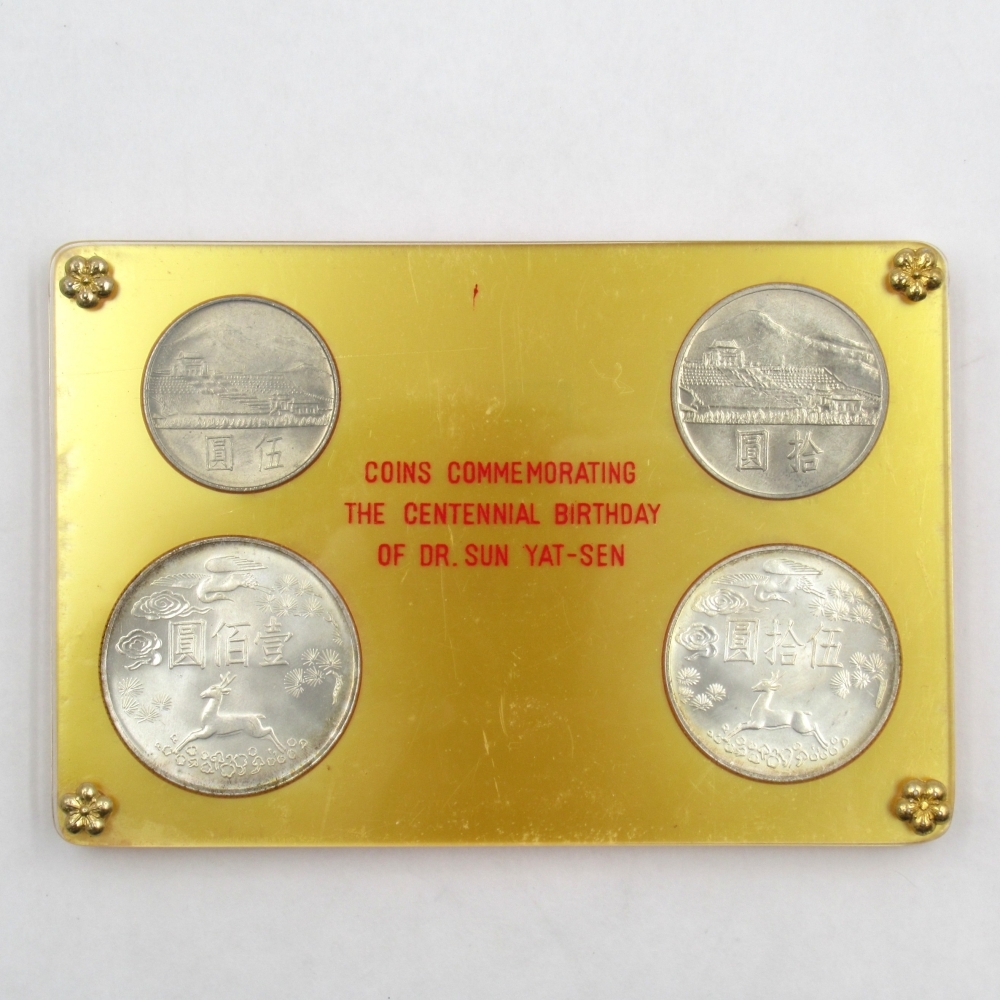 圓伍
圓拾
COINS COMMEMORATING
THE CENTENNIAL BIRTHDAY
OF DR. SUN YAT-SEN
圓佰壹
圓拾伍